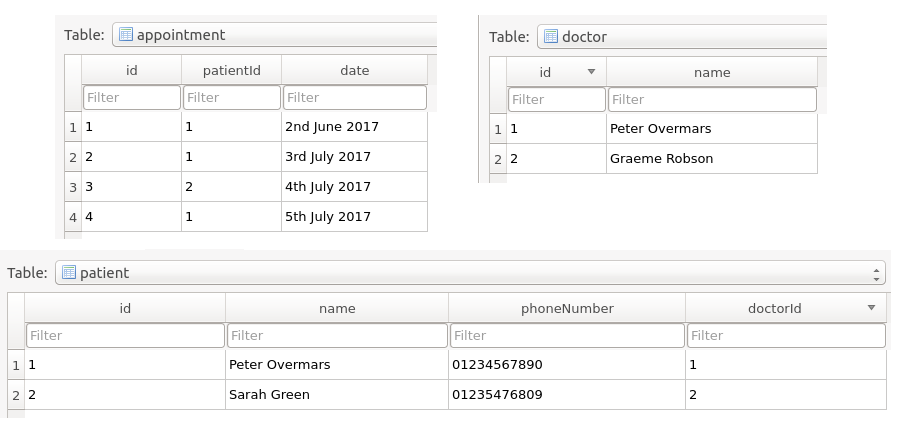 Table: appointment
id patientId date
Filter Filter Filter
1 1 1 2nd June 2017
2 2 1 3rd July 2017
3 3 2 4th July 2017
4 4 1 5th July 2017
Table: doctor
id name
Filter Filter
1 1 Peter Overmars
2 2 Graeme Robson
Table: patient
id name phoneNumber doctorId
Filter Filter Filter Filter
1 1 Peter Overmars 01234567890 1
2 2 Sarah Green 01235476809 2